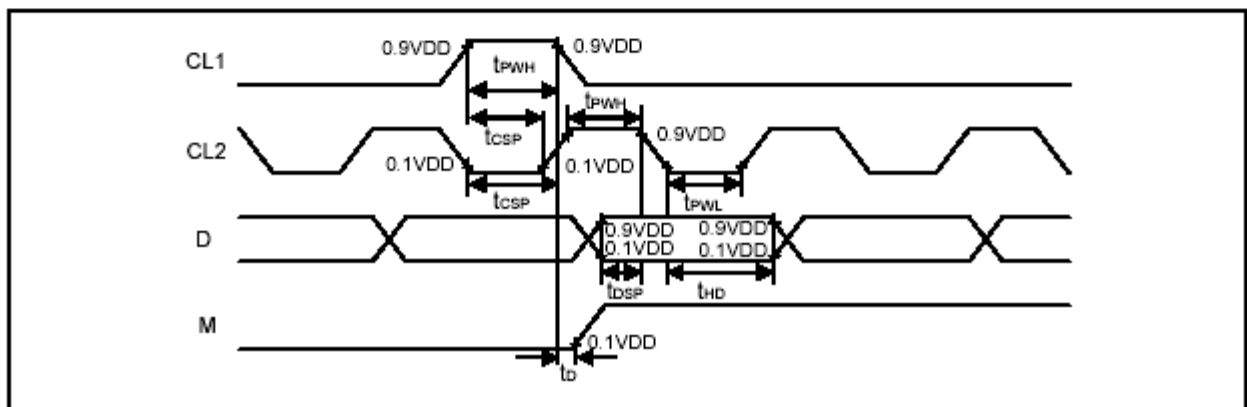 CL1
0.9VDD
0.9VDD
tPWH
tPWH
tCSP
CL2
0.9VDD
0.1VDD
0.1VDD
tCSP
tPWL
D
0.9VDD
0.9VDD
0.1VDD
0.1VDD
tDSP
tHD
M
0.1VDD
tD